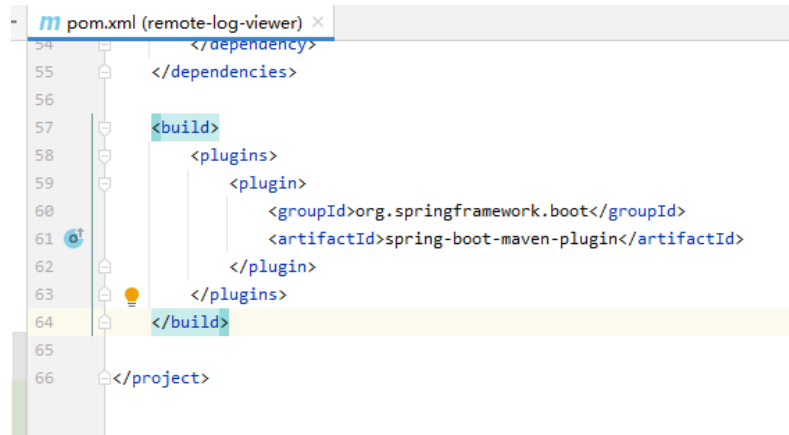 pom.xml (remote-log-viewer)
54 </dependency>
55 </dependencies>
56
57 <build>
58 <plugins>
59 <plugin>
60 <groupId>org.springframework.boot</groupId>
61 <artifactId>spring-boot-maven-plugin</artifactId>
62 </plugin>
63 </plugins>
64 </build>
65
66 </project>